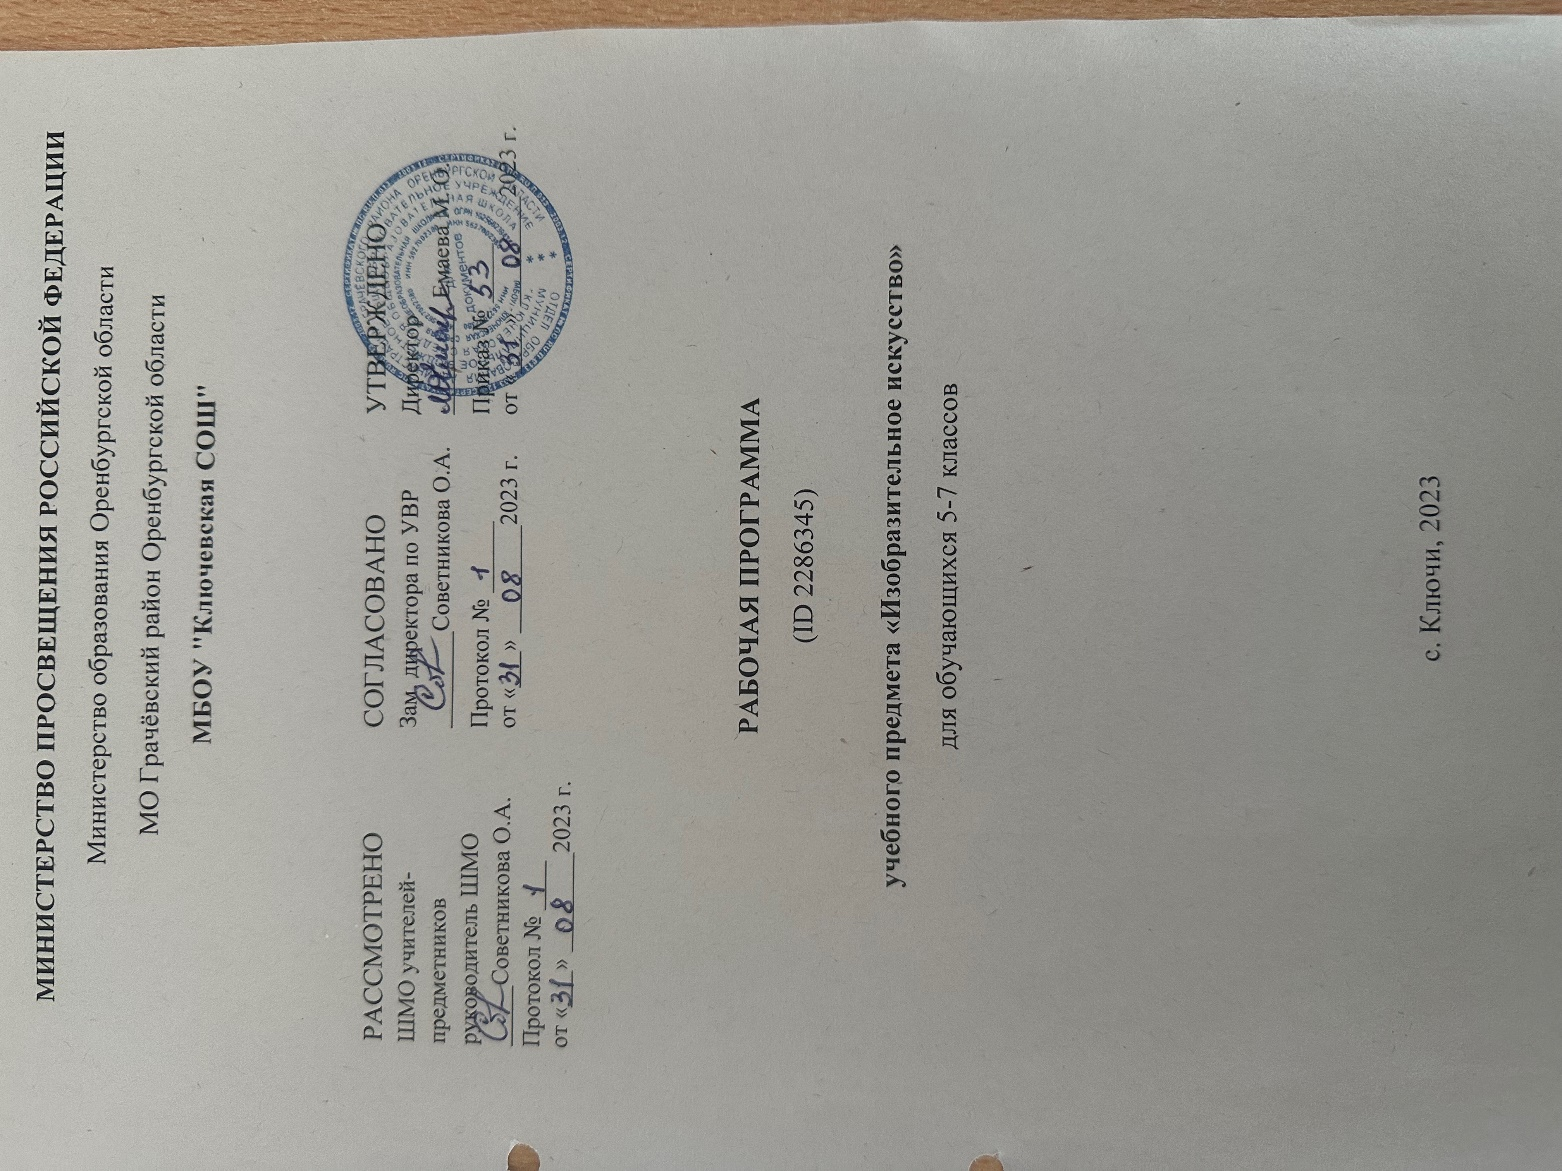 МИНИСТЕРСТВО ПРОСВЕЩЕНИЯ РОССИЙСКОЙ ФЕДЕРАЦИИ
Министерство образования Оренбургской области
МО Грачёвский район Оренбургской области
МБОУ "Ключевская СОШ"
РАССМОТРЕНО
ШМО учителей-
предметников
руководитель ШМО
Советникова О.А.
Протокол № 1
от «31» 08 2023 г.
СОГЛАСОВАНО
Зам. директора по УВР
Советникова О.А.
Протокол № 1
от «31» 08 2023 г.
УТВЕРЖДЕНО
Директор
Емаева М.О.
Приказ № 53
от «31» 08 2023 г.
РАБОЧАЯ ПРОГРАММА
(ID 2286345)
учебного предмета «Изобразительное искусство»
для обучающихся 5-7 классов
с. Ключи, 2023